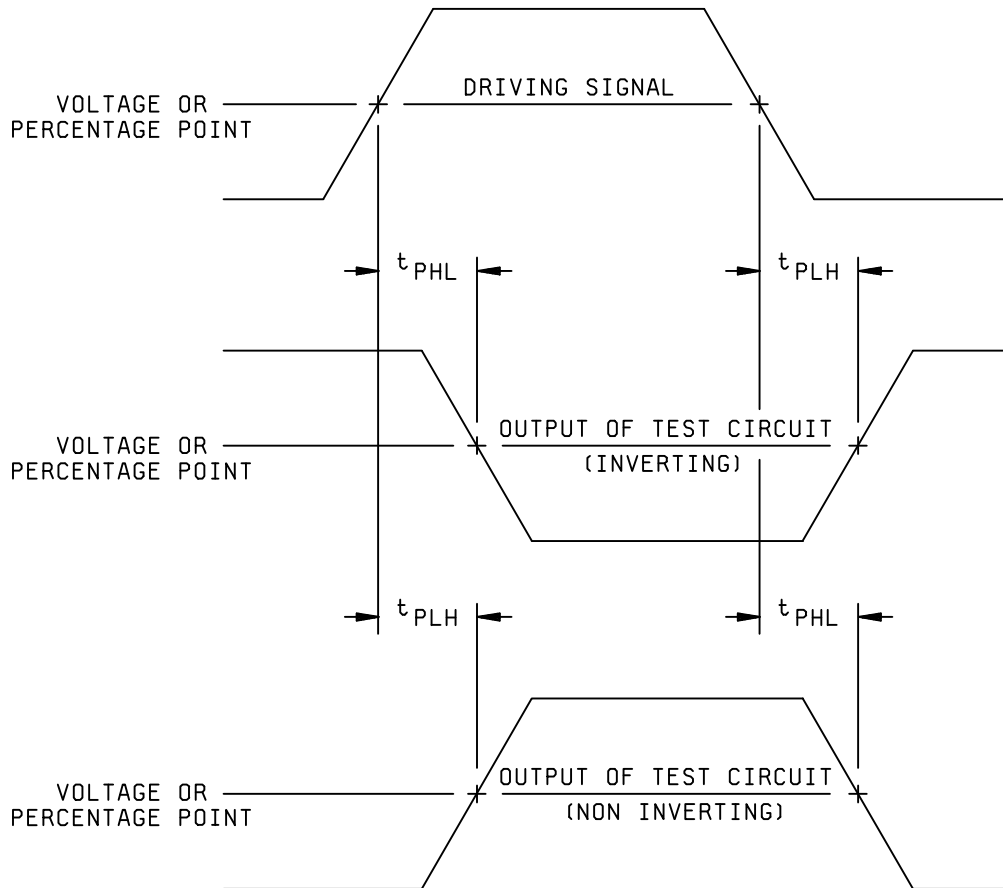 DRIVING SIGNAL
VOLTAGE OR
PERCENTAGE POINT
tPHL
tPLH
OUTPUT OF TEST CIRCUIT
(INVERTING)
VOLTAGE OR
PERCENTAGE POINT
tPLH
tPHL
OUTPUT OF TEST CIRCUIT
(NON INVERTING)
VOLTAGE OR
PERCENTAGE POINT